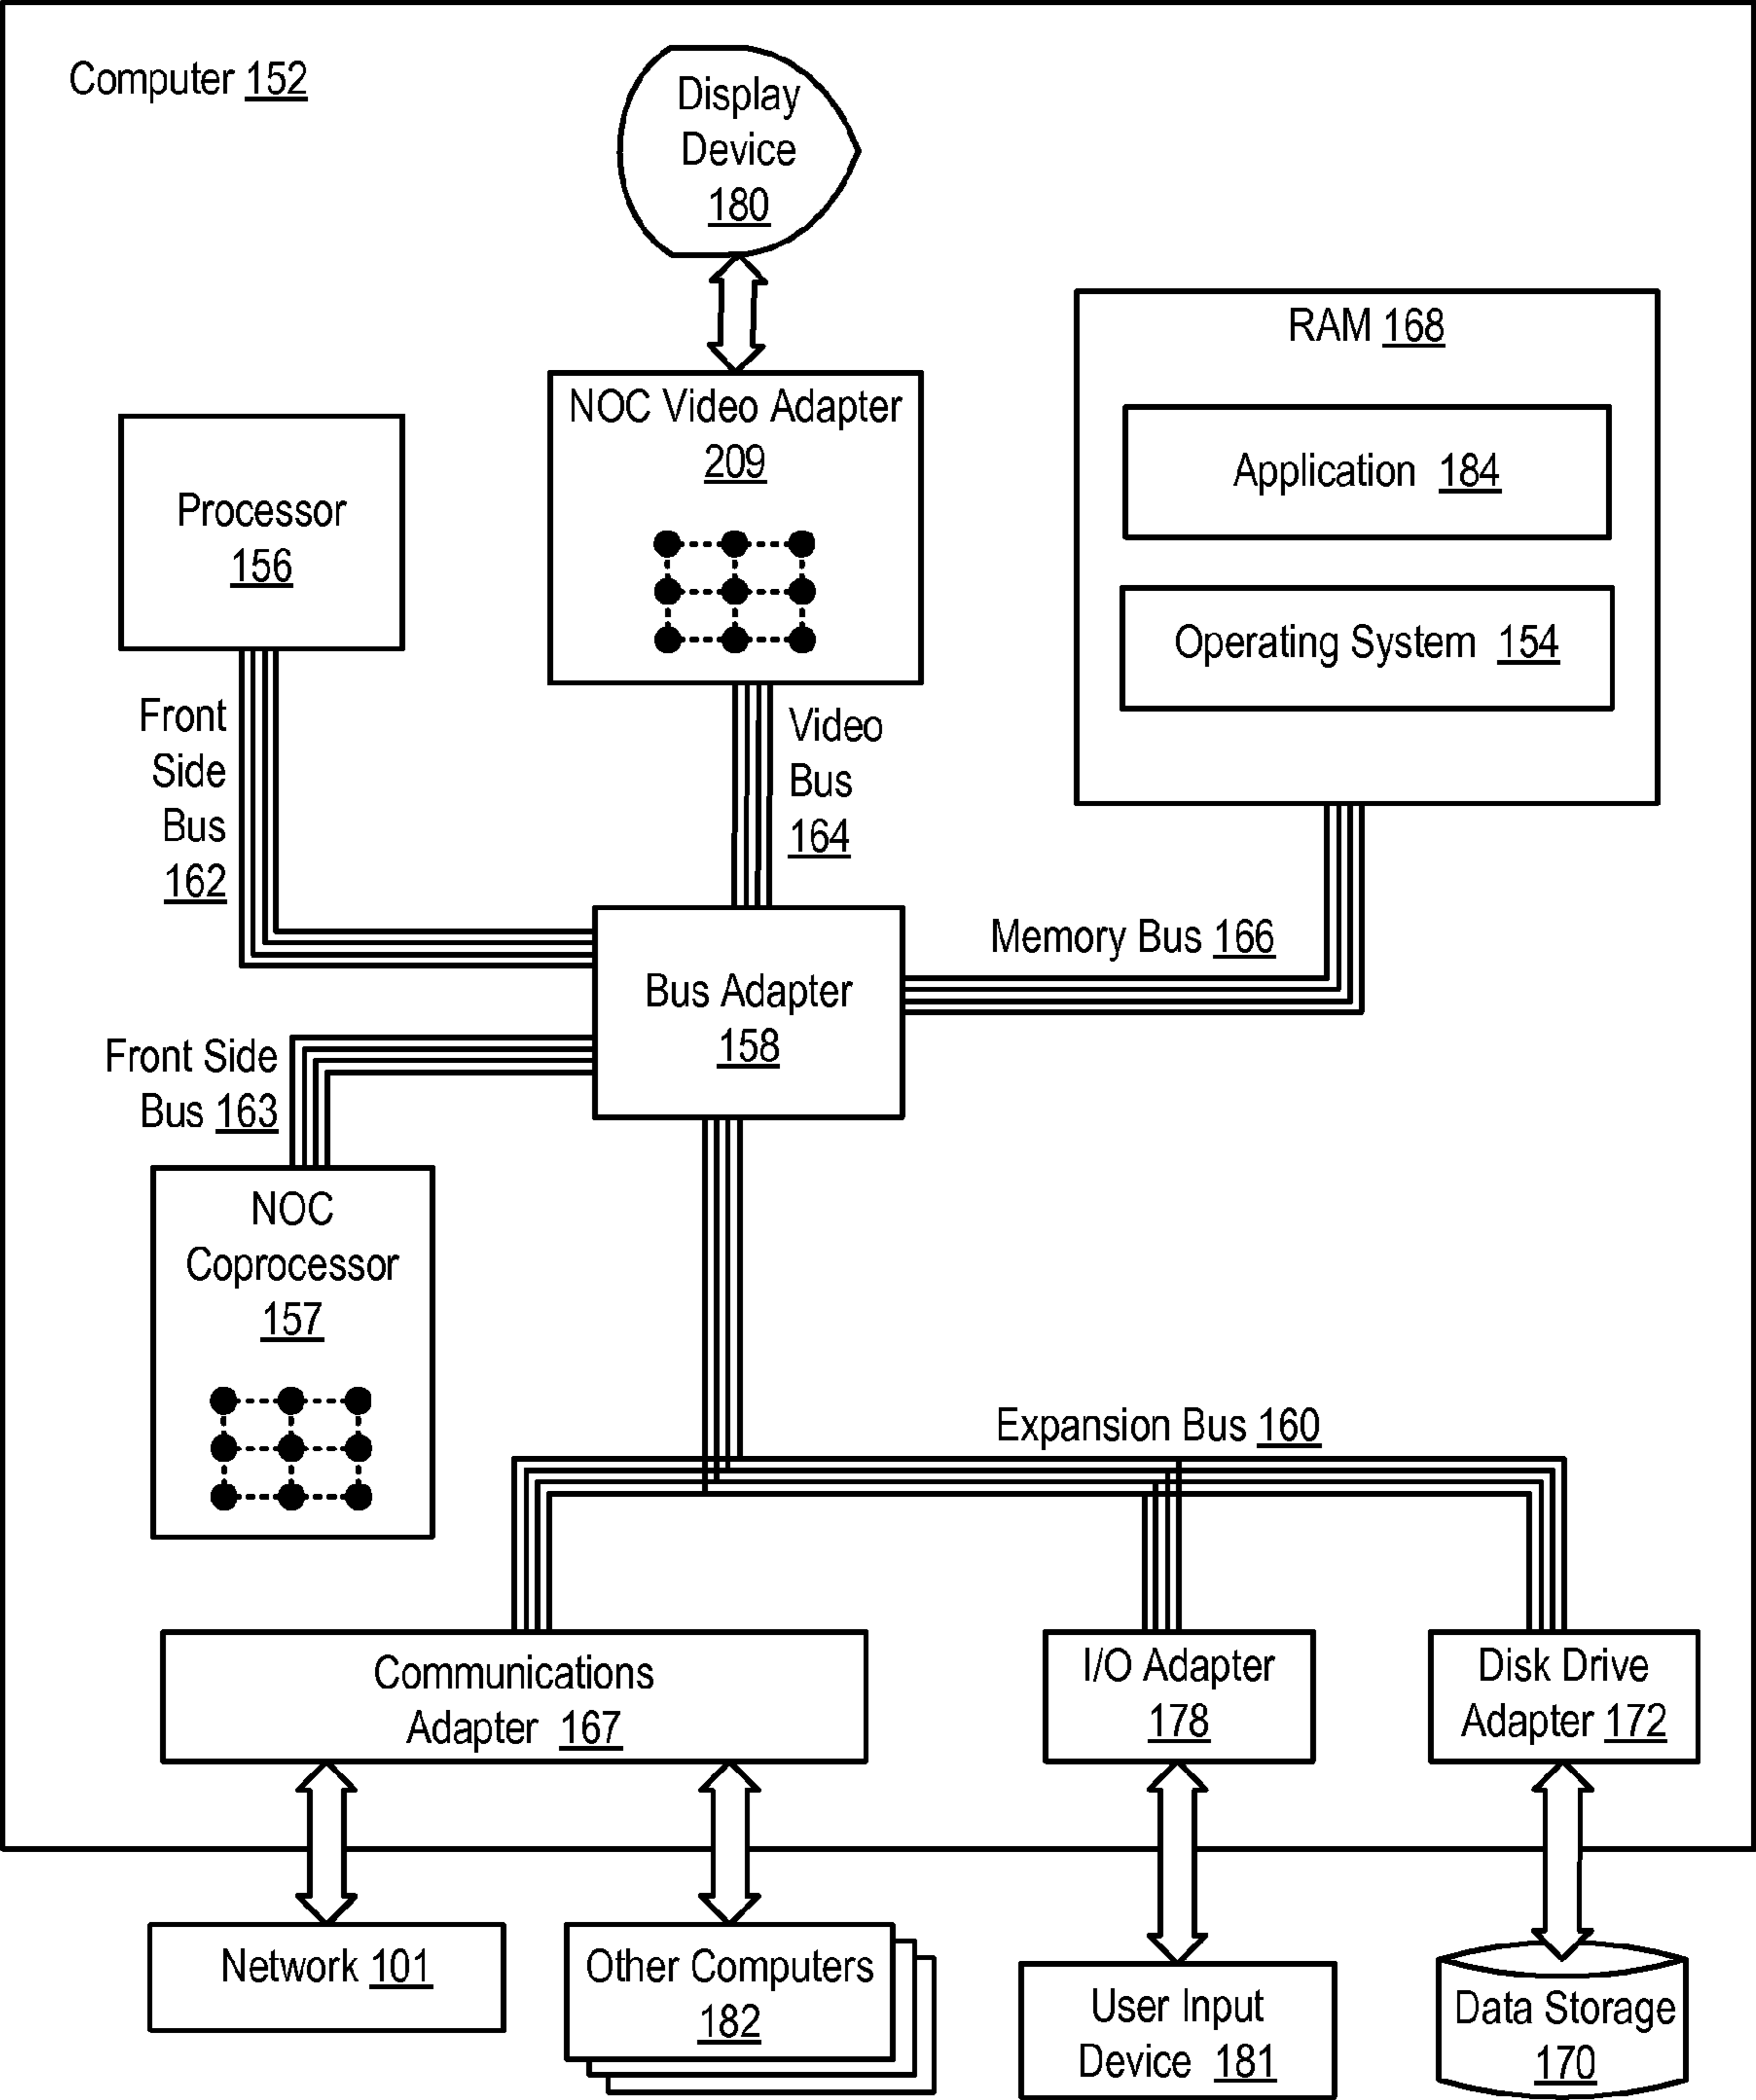 Computer 152
Display
Device
180
NOC Video Adapter
209
RAM 168
Application 184
Operating System 154
Processor
156
Front
Side
Bus
162
Video
Bus
164
Memory Bus 166
Bus Adapter
158
Front Side
Bus 163
NOC
Coprocessor
157
Expansion Bus 160
Communications
Adapter 167
I/O Adapter
178
Disk Drive
Adapter 172
Network 101
Other Computers
182
User Input
Device 181
Data Storage
170